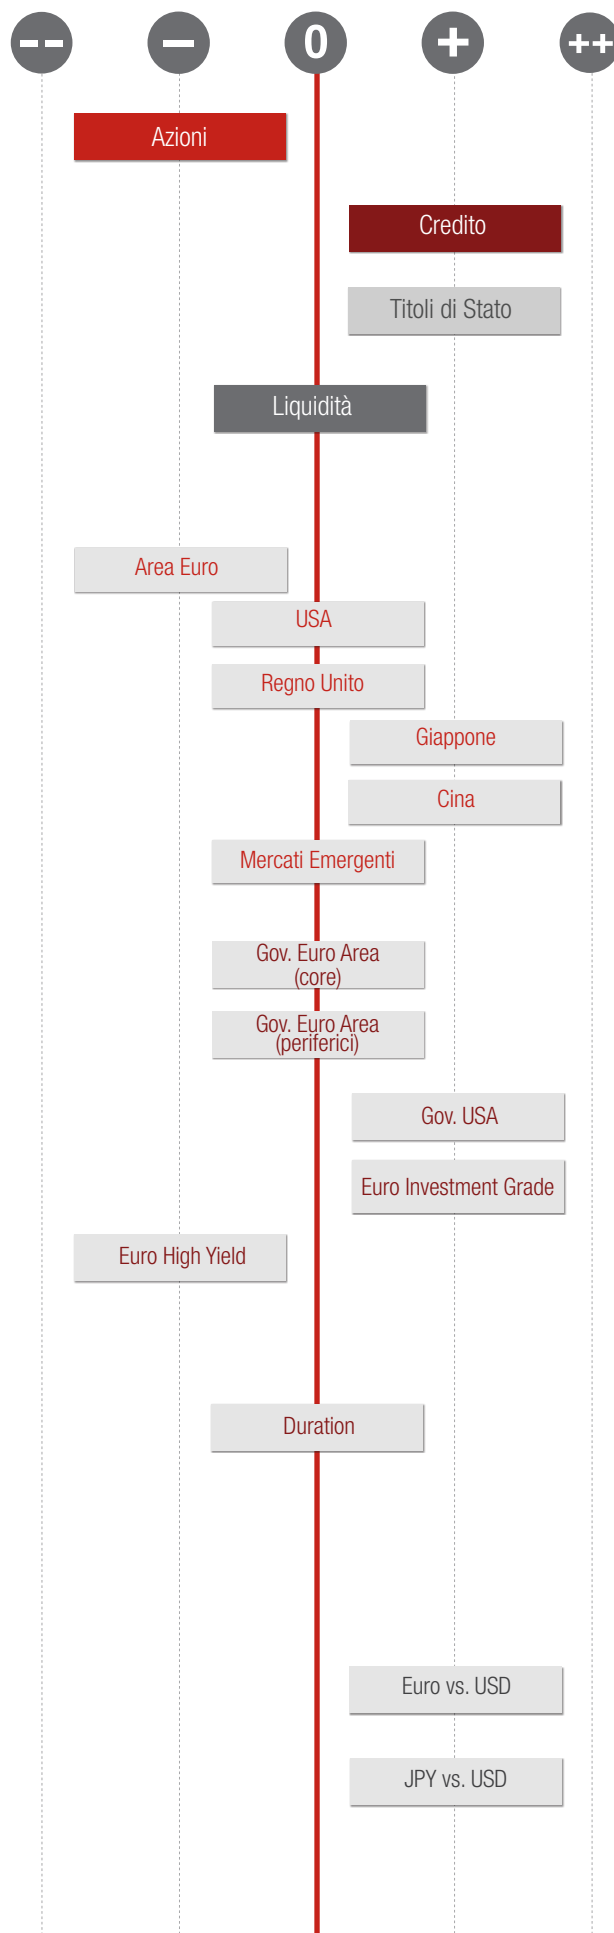 -- - 0 + ++
Azioni
Credito
Titoli di Stato
Liquidità
Area Euro
USA
Regno Unito
Giappone
Cina
Mercati Emergenti
Gov. Euro Area
(core)
Gov. Euro Area
(periferici)
Gov. USA
Euro Investment Grade
Euro High Yield
Duration
Euro vs. USD
JPY vs. USD